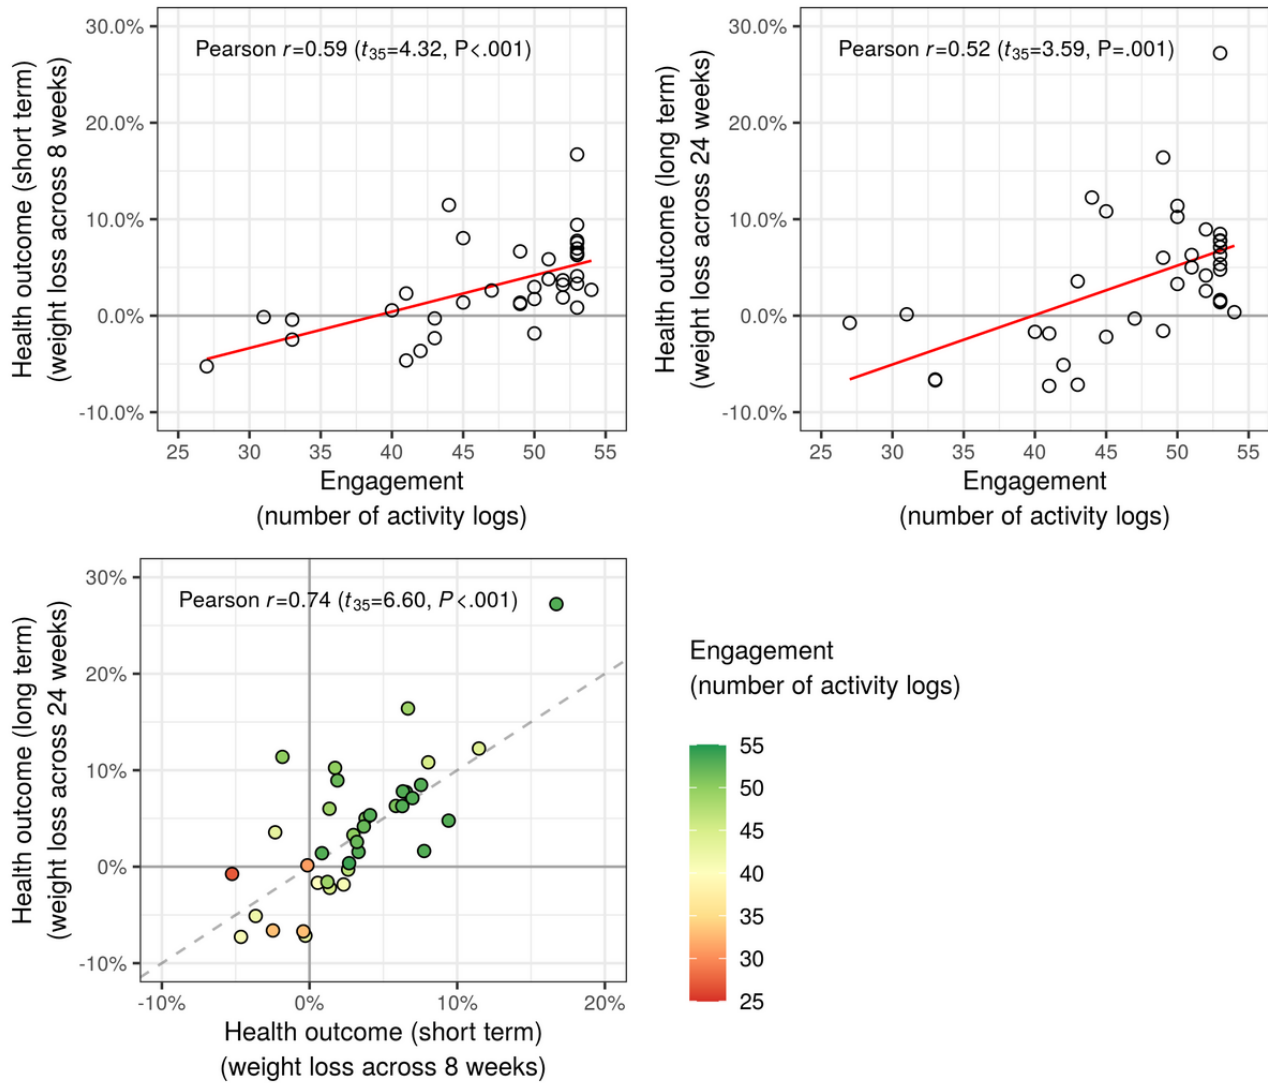 Health outcome (short term)
(weight loss across 8 weeks)
30.0%
20.0%
10.0%
0.0%
-10.0%
Pearson r=0.59 (t35=4.32, P<.001)
25 30 35 40 45 50 55
Engagement
(number of activity logs)
Health outcome (long term)
(weight loss across 24 weeks)
30.0%
20.0%
10.0%
0.0%
-10.0%
Pearson r=0.52 (t35=3.59, P=.001)
25 30 35 40 45 50 55
Engagement
(number of activity logs)
Health outcome (long term)
(weight loss across 24 weeks)
30%
20%
10%
0%
-10%
Pearson r=0.74 (t35=6.60, P<.001)
-10% 0% 10% 20%
Health outcome (short term)
(weight loss across 8 weeks)
Engagement
(number of activity logs)
55
50
45
40
35
30
25